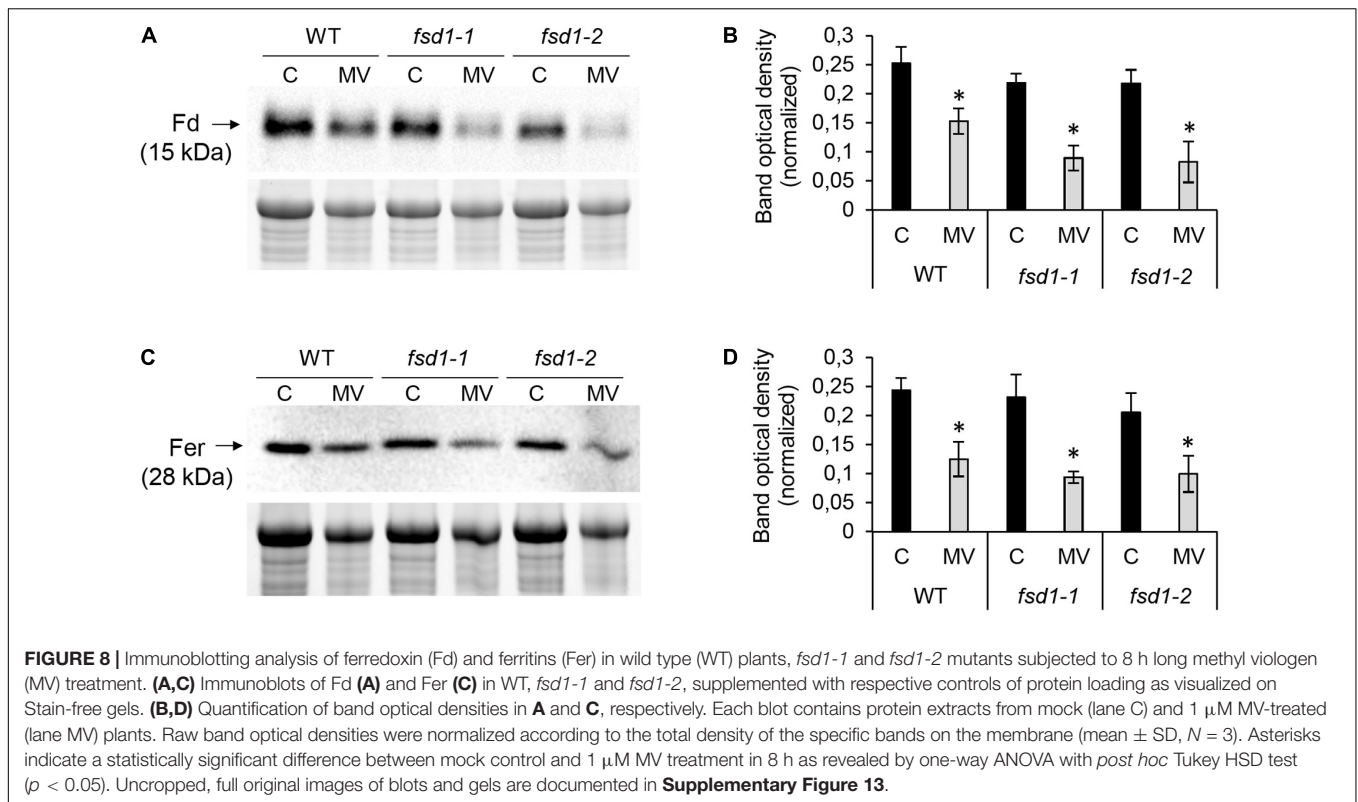 A
WT fsd1-1 fsd1-2
C MV C MV C MV
Fd →
(15 kDa)
B
Band optical density
(normalized)
0,3
0,25
0,2
0,15
0,1
0,05
0
* * *
C MV C MV C MV
WT fsd1-1 fsd1-2
C
WT fsd1-1 fsd1-2
C MV C MV C MV
Fer →
(28 kDa)
D
Band optical density
(normalized)
0,3
0,25
0,2
0,15
0,1
0,05
0
* * *
C MV C MV C MV
WT fsd1-1 fsd1-2
FIGURE 8 | Immunoblotting analysis of ferredoxin (Fd) and ferritins (Fer) in wild type (WT) plants, fsd1-1 and fsd1-2 mutants subjected to 8 h long methyl viologen
(MV) treatment. (A,C) Immunoblots of Fd (A) and Fer (C) in WT, fsd1-1 and fsd1-2, supplemented with respective controls of protein loading as visualized on
Stain-free gels. (B,D) Quantification of band optical densities in A and C, respectively. Each blot contains protein extracts from mock (lane C) and 1 μM MV-treated
(lane MV) plants. Raw band optical densities were normalized according to the total density of the specific bands on the membrane (mean ± SD, N = 3). Asterisks
indicate a statistically significant difference between mock control and 1 μM MV treatment in 8 h as revealed by one-way ANOVA with post hoc Tukey HSD test
(p < 0.05). Uncropped, full original images of blots and gels are documented in Supplementary Figure 13.